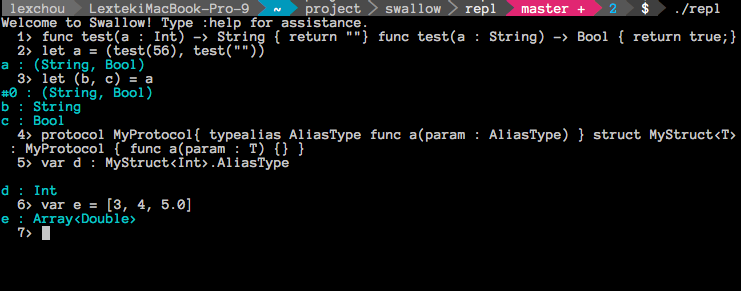 lexchou LextekiMacBook-Pro-9 ~ project swallow repl master + 2 $ ./repl
Welcome to Swallow! Type :help for assistance.
1> func test(a : Int) -> String { return ""} func test(a : String) -> Bool { return true;}
2> let a = (test(56), test(""))
a : (String, Bool)
3> let (b, c) = a
#0 : (String, Bool)
b : String
c : Bool
4> protocol MyProtocol{ typealias AliasType func a(param : AliasType) } struct MyStruct<T>
: MyProtocol { func a(param : T) {} }
5> var d : MyStruct<Int>.AliasType
d : Int
6> var e = [3, 4, 5.0]
e : Array<Double>
7>